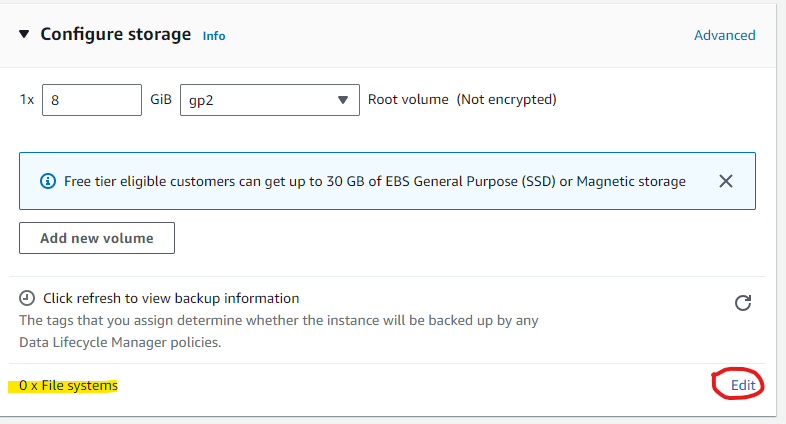 Configure storage Info Advanced
1x 8 GiB gp2 Root volume (Not encrypted)
Free tier eligible customers can get up to 30 GB of EBS General Purpose (SSD) or Magnetic storage
Add new volume
Click refresh to view backup information
The tags that you assign determine whether the instance will be backed up by any
Data Lifecycle Manager policies.
0 x File systems Edit